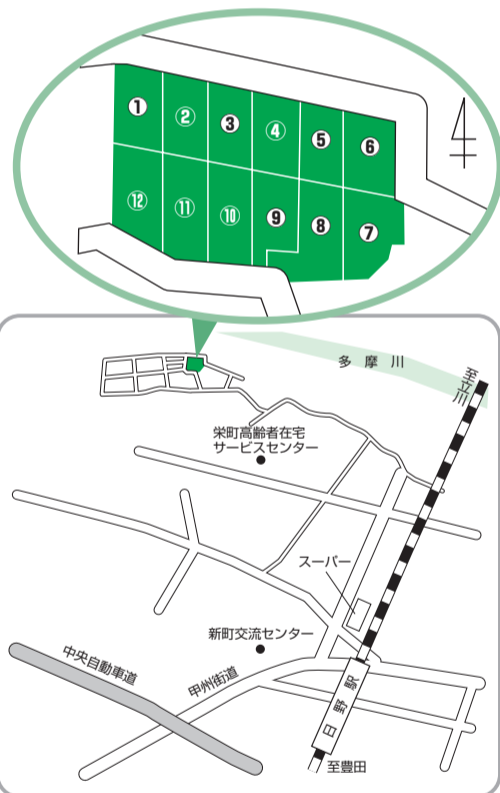 ①
②
③
④
⑤
⑥
⑫
⑪
⑩
⑨
⑧
⑦
多摩川
至立川
栄町高齢者在宅
サービスセンター
スーパー
新町交流センター
中央自動車道
甲州街道
日野駅
至豊田